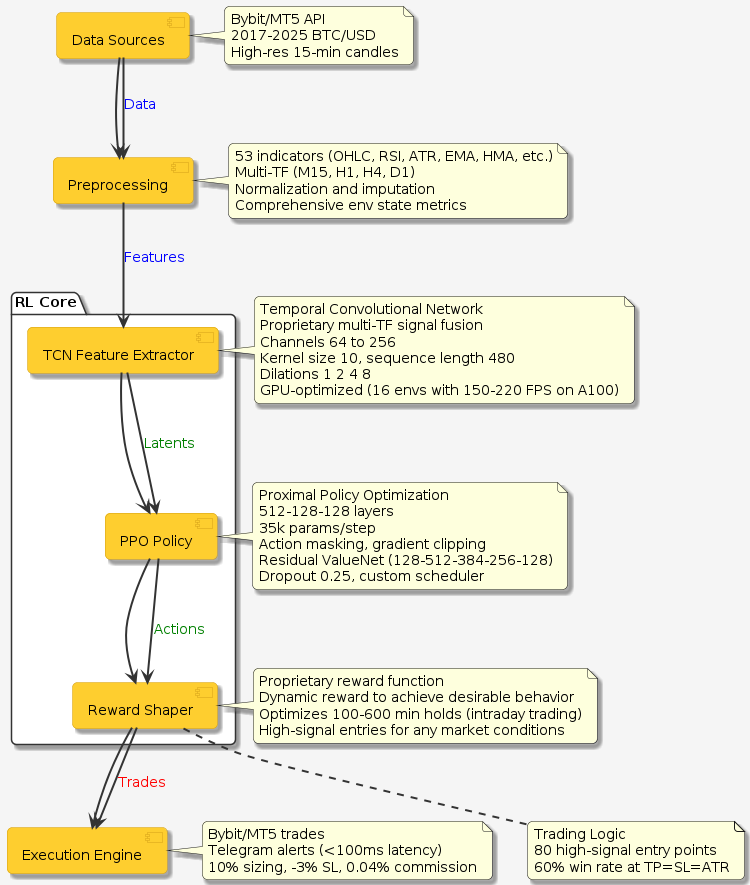 Data Sources
Bybit/MT5 API
2017-2025 BTC/USD
High-res 15-min candles
Data
Preprocessing
53 indicators (OHLC, RSI, ATR, EMA, HMA, etc.)
Multi-TF (M15, H1, H4, D1)
Normalization and imputation
Comprehensive env state metrics
Features
RL Core
TCN Feature Extractor
Temporal Convolutional Network
Proprietary multi-TF signal fusion
Channels 64 to 256
Kernel size 10, sequence length 480
Dilations 1 2 4 8
GPU-optimized (16 envs with 150-220 FPS on A100)
Latents
PPO Policy
Proximal Policy Optimization
512-128-128 layers
35k params/step
Action masking, gradient clipping
Residual ValueNet (128-512-384-256-128)
Dropout 0.25, custom scheduler
Actions
Reward Shaper
Proprietary reward function
Dynamic reward to achieve desirable behavior
Optimizes 100-600 min holds (intraday trading)
High-signal entries for any market conditions
Trades
Execution Engine
Bybit/MT5 trades
Telegram alerts (<100ms latency)
10% sizing, -3% SL, 0.04% commission
Trading Logic
80 high-signal entry points
60% win rate at TP=SL=ATR